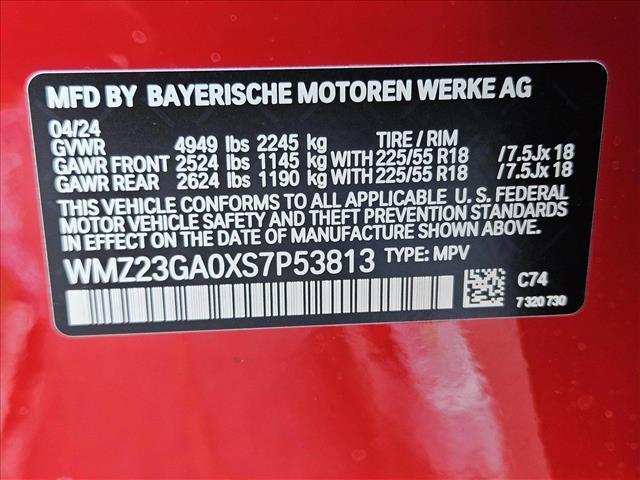 MFD BY BAYERISCHE MOTOREN WERKE AG
04/24
GVWR 4949 lbs 2245 kg TIRE / RIM
GAWR FRONT 2524 lbs 1145 kg WITH 225/55 R18 /7.5Jx18
GAWR REAR 2624 lbs 1190 kg WITH 225/55 R18 /7.5Jx18
THIS VEHICLE CONFORMS TO ALL APPLICABLE U. S. FEDERAL
MOTOR VEHICLE SAFETY AND THEFT PREVENTION STANDARDS
IN EFFECT ON THE DATE OF MANUFACTURE SHOWN ABOVE.
WMZ23GA0XS7P53813 TYPE: MPV
C74
7 320 730